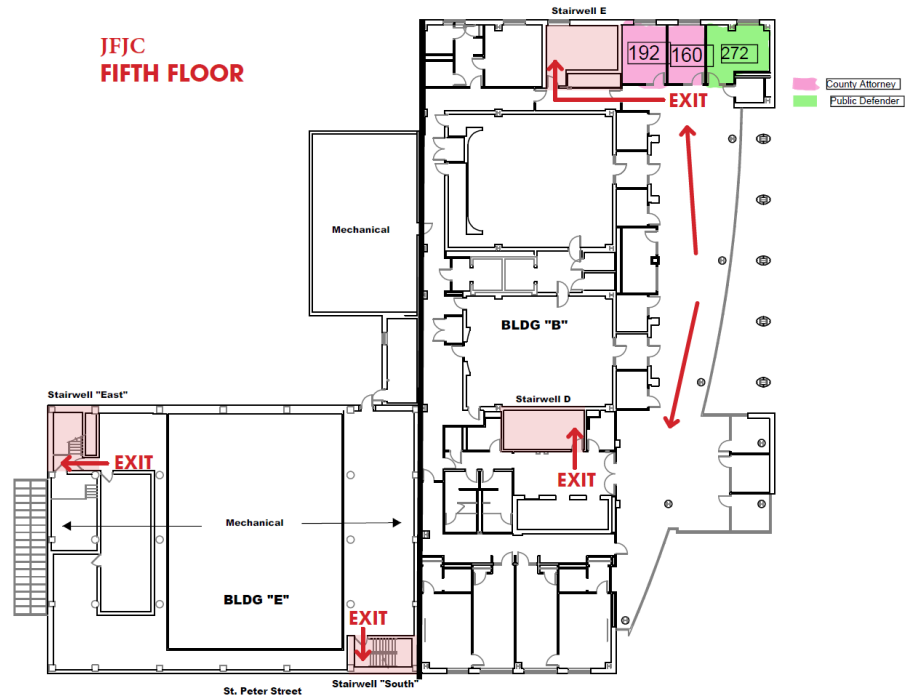 Stairwell E
JFJC
FIFTH FLOOR
192
160
272
County Attorney
Public Defender
EXIT
Mechanical
BLDG "B"
Stairwell "East"
Stairwell D
EXIT
EXIT
Mechanical
BLDG "E"
EXIT
Stairwell "South"
St. Peter Street